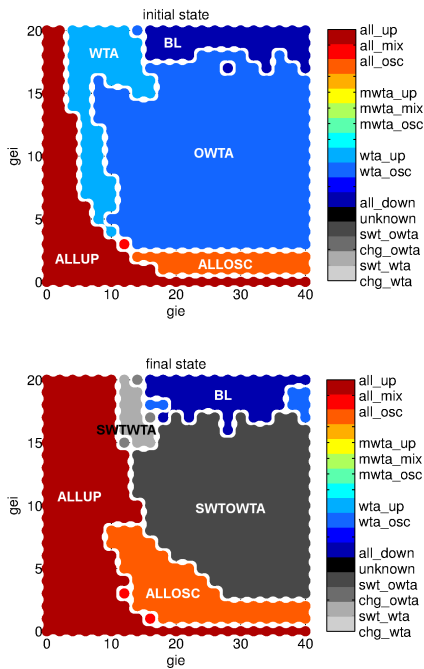 initial state
20
15
10
5
0
gei
WTA
BL
OWTA
ALLUP
ALLOSC
0
10
20
30
40
gie
all_up
all_mix
all_osc
mwta_up
mwta_mix
mwta_osc
wta_up
wta_osc
all_down
unknown
swt_owta
chg_owta
swt_wta
chg_wta
final state
20
15
10
5
0
gei
BL
SWTWTA
ALLUP
SWTOWTA
ALLOSC
0
10
20
30
40
gie
all_up
all_mix
all_osc
mwta_up
mwta_mix
mwta_osc
wta_up
wta_osc
all_down
unknown
swt_owta
chg_owta
swt_wta
chg_wta